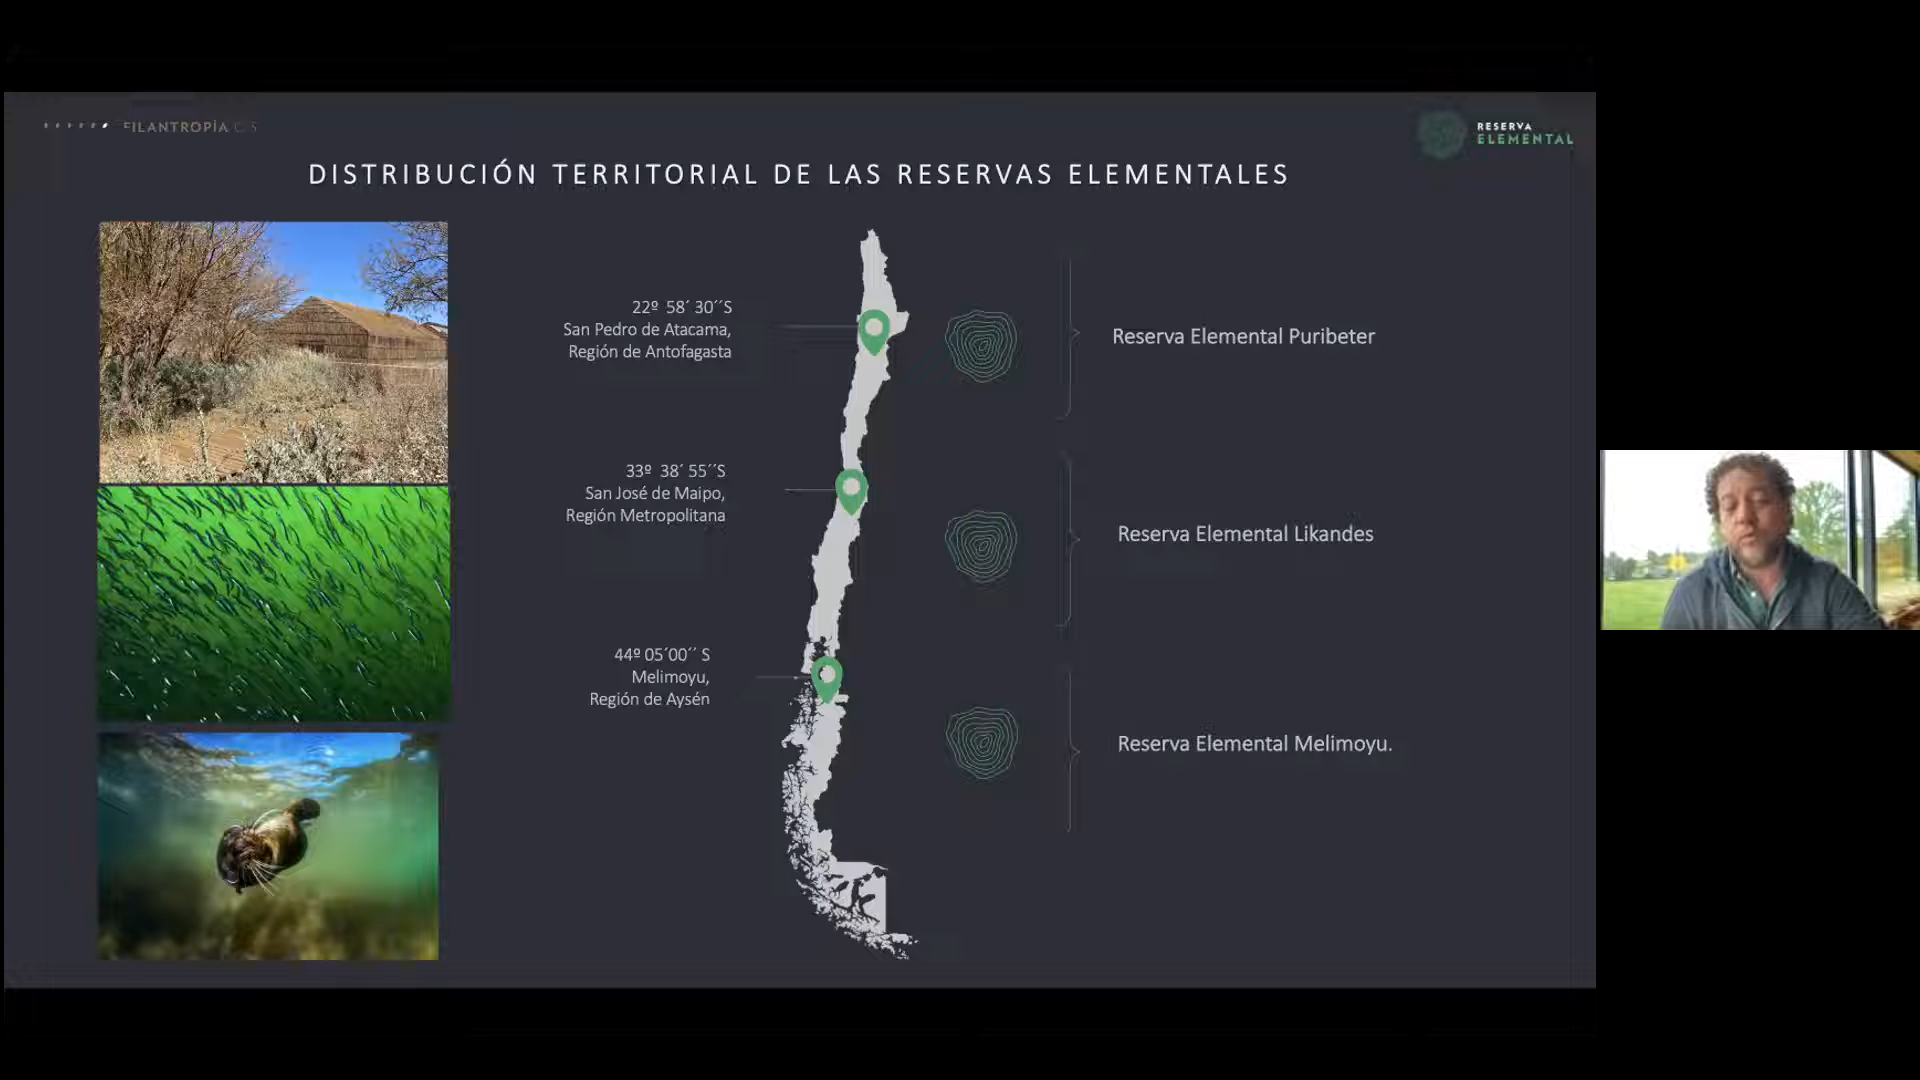 FILANTROPÍA
RESERVA
ELEMENTAL
DISTRIBUCIÓN TERRITORIAL DE LAS RESERVAS ELEMENTALES
22º 58´ 30´´S
San Pedro de Atacama,
Región de Antofagasta
Reserva Elemental Puribeter
33º 38´ 55´´S
San José de Maipo,
Región Metropolitana
Reserva Elemental Likandes
44º 05´00´´ S
Melimoyu,
Región de Aysén
Reserva Elemental Melimoyu.